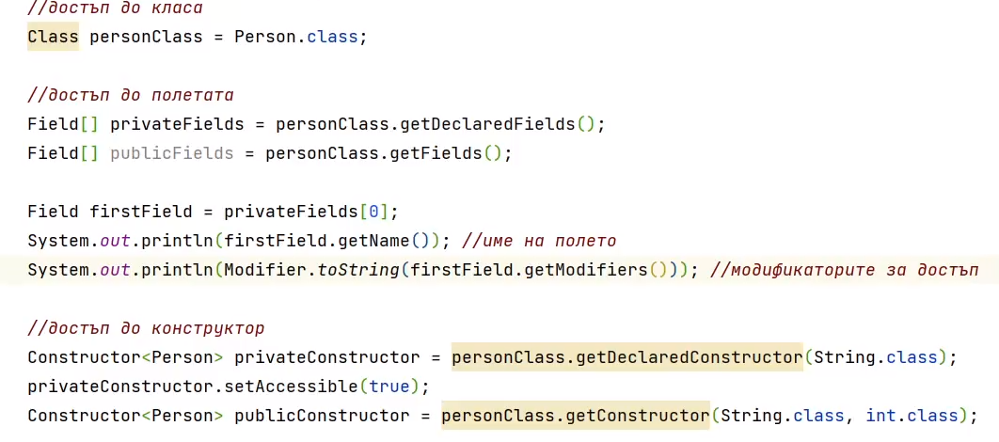 //достъп до класа
Class personClass = Person.class;
//достъп до полетата
Field[] privateFields = personClass.getDeclaredFields();
Field[] publicFields = personClass.getFields();
Field firstField = privateFields[0];
System.out.println(firstField.getName()); //име на полето
System.out.println(Modifier.toString(firstField.getModifiers())); //модификаторите за достъп
//достъп до конструктор
Constructor<Person> privateConstructor = personClass.getDeclaredConstructor(String.class);
privateConstructor.setAccessible(true);
Constructor<Person> publicConstructor = personClass.getConstructor(String.class, int.class);